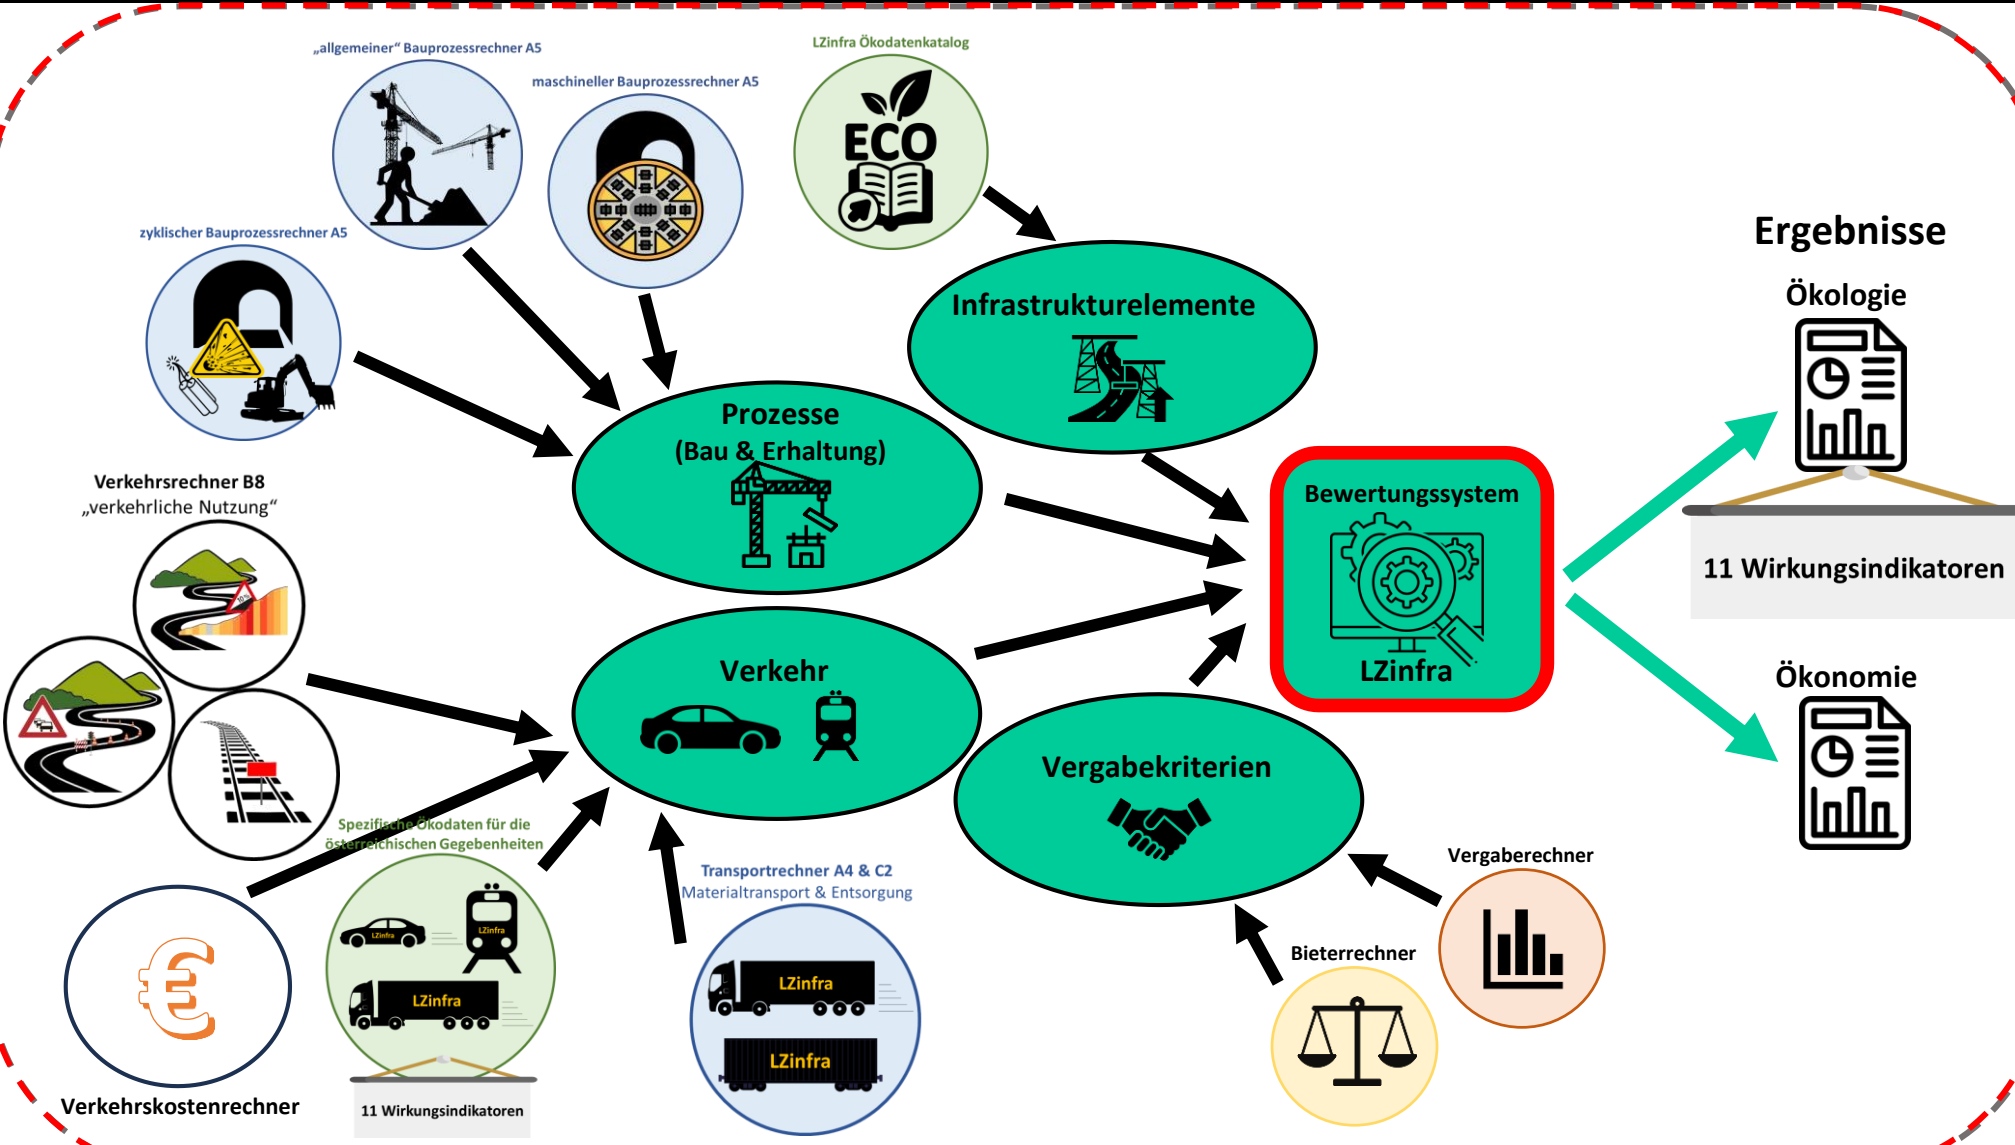 „allgemeiner“ Bauprozessrechner A5
LZinfra Ökodatenkatalog
maschineller Bauprozessrechner A5
ECO
zyklischer Bauprozessrechner A5
Ergebnisse
Ökologie
Infrastrukturelemente
Prozesse
(Bau & Erhaltung)
Verkehrsrechner B8
„verkehrliche Nutzung“
Bewertungssystem
LZinfra
11 Wirkungsindikatoren
10 %
Verkehr
Ökonomie
Vergabekriterien
Spezifische Ökodaten für die
österreichischen Gegebenheiten
LZinfra
LZinfra
LZinfra
Transportrechner A4 & C2
Materialtransport & Entsorgung
LZinfra
LZinfra
Vergaberechner
Bieterrechner
€
Verkehrskostenrechner
11 Wirkungsindikatoren